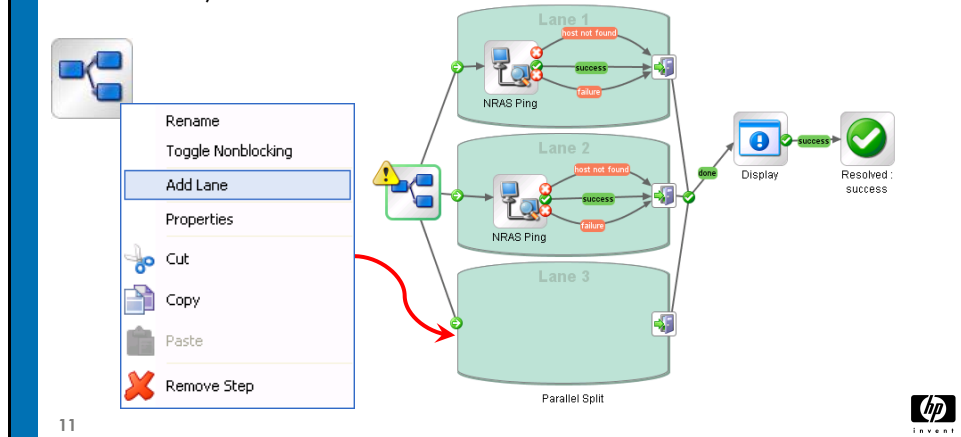 Rename
Toggle Nonblocking
Add Lane
Properties
Cut
Copy
Paste
Remove Step
Lane 1
host not found
success
failure
NRAS Ping
Lane 2
host not found
success
failure
NRAS Ping
Lane 3
Parallel Split
done
Display
success
Resolved :
success
11
hp
invent